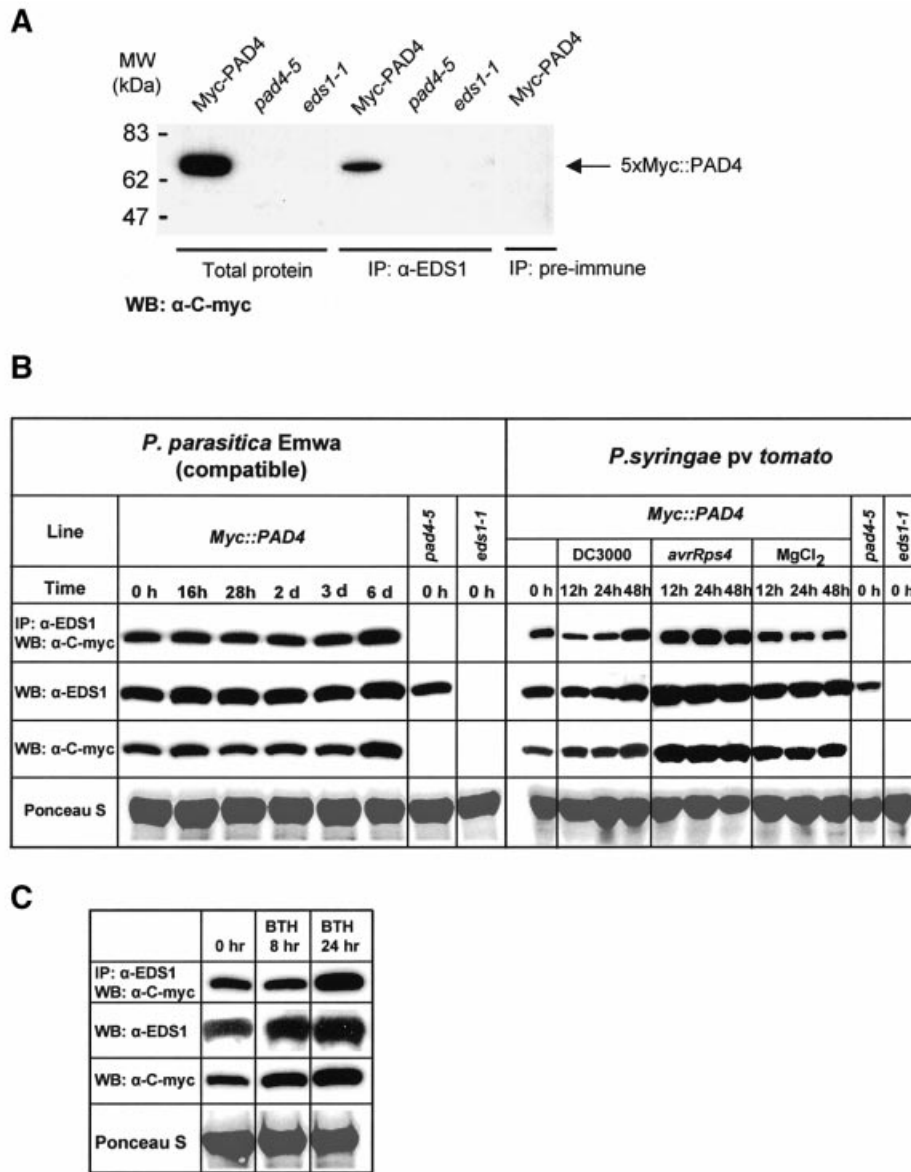 A
MW
(kDa)
Myc-PAD4
pad4-5
eds1-1
Myc-PAD4
pad4-5
eds1-1
Myc-PAD4
83
62
47
5xMyc::PAD4
Total protein
IP: α-EDS1
IP: pre-immune
WB: α-C-myc
B
P. parasitica Emwa
(compatible)
P.syringae pv tomato
Line
Myc::PAD4
pad4-5
eds1-1
Myc::PAD4
pad4-5
eds1-1
DC3000
avrRps4
MgCl₂
Time
0 h 16h 28h 2 d 3 d 6 d 0 h 0 h
0 h 12h 24h 48h 12h 24h 48h 12h 24h 48h 0 h 0 h
IP: α-EDS1
WB: α-C-myc
WB: α-EDS1
WB: α-C-myc
Ponceau S
C
0 hr
BTH
8 hr
BTH
24 hr
IP: α-EDS1
WB: α-C-myc
WB: α-EDS1
WB: α-C-myc
Ponceau S